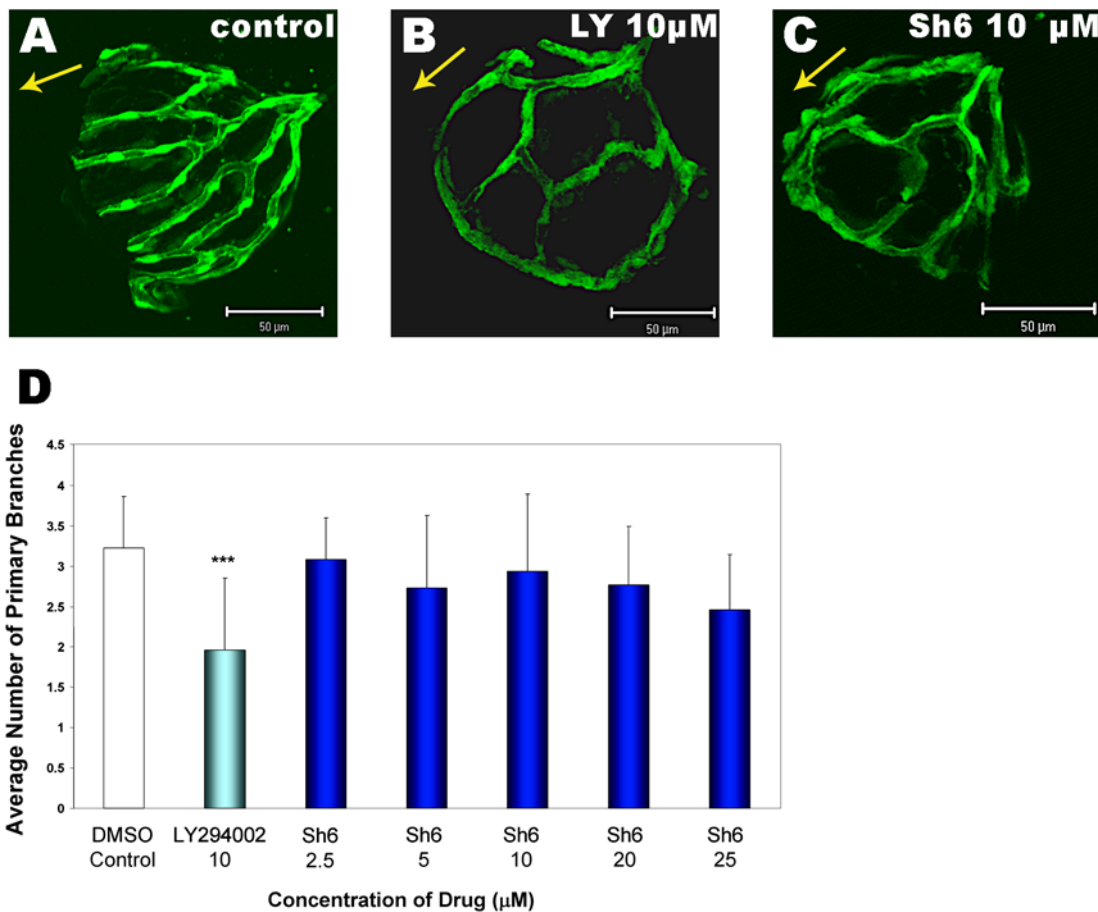 A control
B LY 10µM
C Sh6 10 µM
50 µm
50 µm
50 µm
D
Average Number of Primary Branches
4.5
4
3.5
3
2.5
2
1.5
1
0.5
0
***
DMSO LY294002 Sh6 Sh6 Sh6 Sh6 Sh6
Control 10 2.5 5 10 20 25
Concentration of Drug (µM)